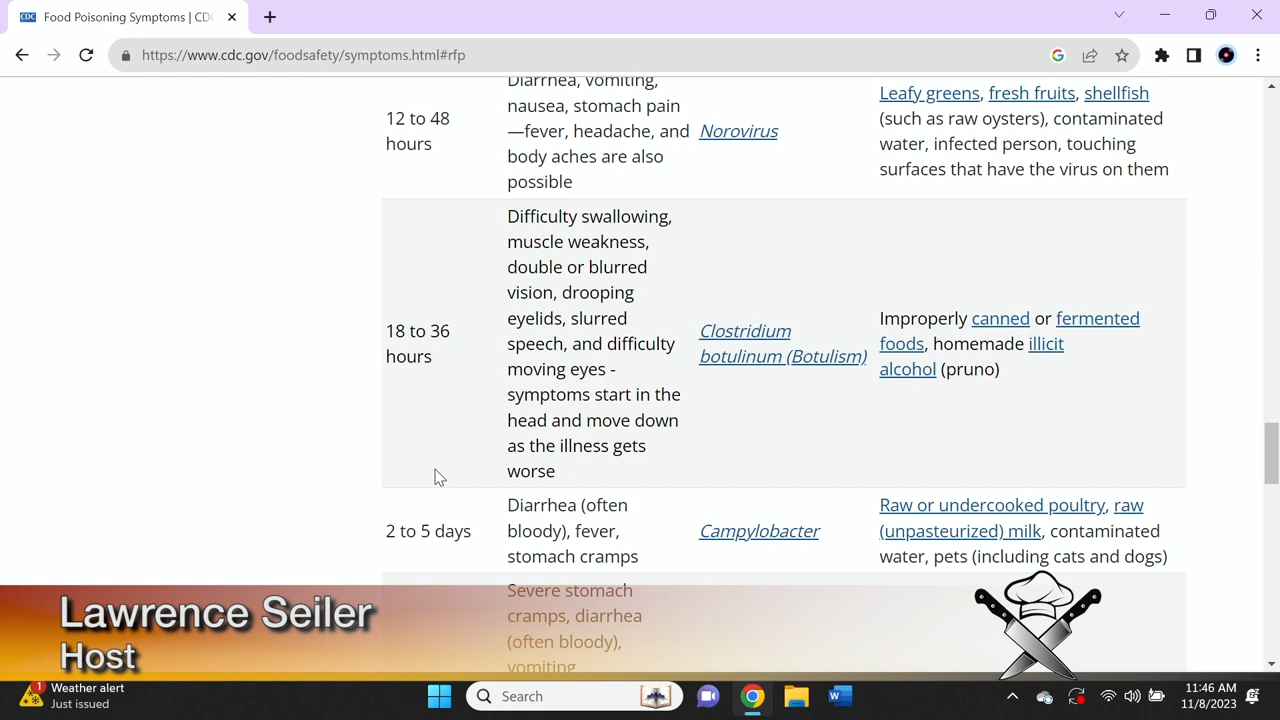 CDC Food Poisoning Symptoms | CDC
https://www.cdc.gov/foodsafety/symptoms.html#rfp
12 to 48
hours
Diarrhea, vomiting,
nausea, stomach pain
—fever, headache, and
body aches are also
possible
Norovirus
Leafy greens, fresh fruits, shellfish
(such as raw oysters), contaminated
water, infected person, touching
surfaces that have the virus on them
18 to 36
hours
Difficulty swallowing,
muscle weakness,
double or blurred
vision, drooping
eyelids, slurred
speech, and difficulty
moving eyes -
symptoms start in the
head and move down
as the illness gets
worse
Clostridium
botulinum (Botulism)
Improperly canned or fermented
foods, homemade illicit
alcohol (pruno)
2 to 5 days
Diarrhea (often
bloody), fever,
stomach cramps
Campylobacter
Raw or undercooked poultry, raw
(unpasteurized) milk, contaminated
water, pets (including cats and dogs)
Severe stomach
cramps, diarrhea
(often bloody),
vomiting
Lawrence Seiler
Host
1
Weather alert
Just issued
Search
W
11:46 AM
11/8/2023